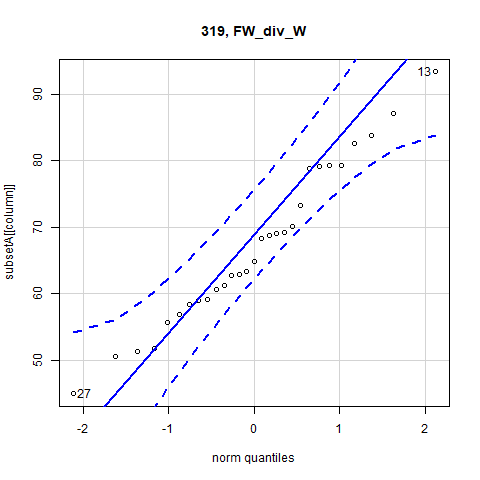 319, FW_div_W
subsetA[[column]]
90
80
70
60
50
13
27
-2 -1 0 1 2
norm quantiles